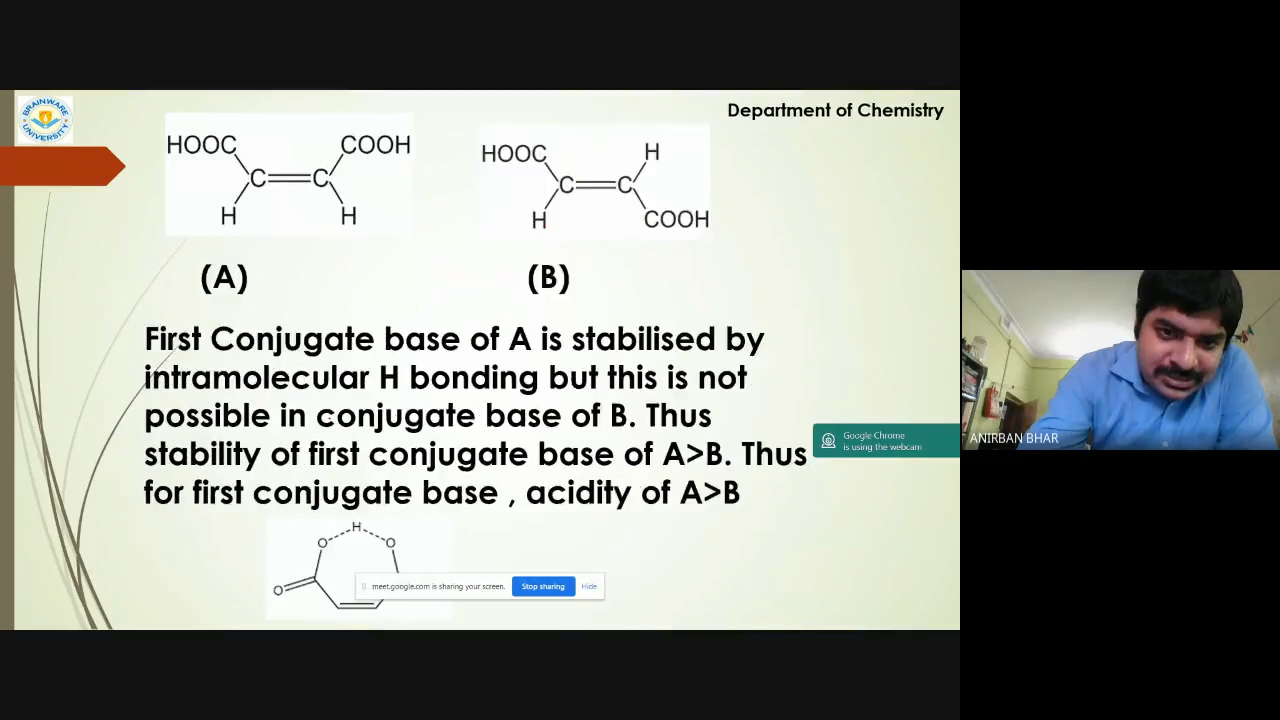 BRAINWARE
UNIVERSITY
Department of Chemistry
HOOC
COOH
C
C
H
H
HOOC
H
C
C
H
COOH
(A)
(B)
First Conjugate base of A is stabilised by
intramolecular H bonding but this is not
possible in conjugate base of B. Thus
stability of first conjugate base of A>B. Thus
for first conjugate base , acidity of A>B
Google Chrome
is using the webcam
ANIRBAN BHAR
H
O
O
O
meet.google.com is sharing your screen.
Stop sharing
Hide